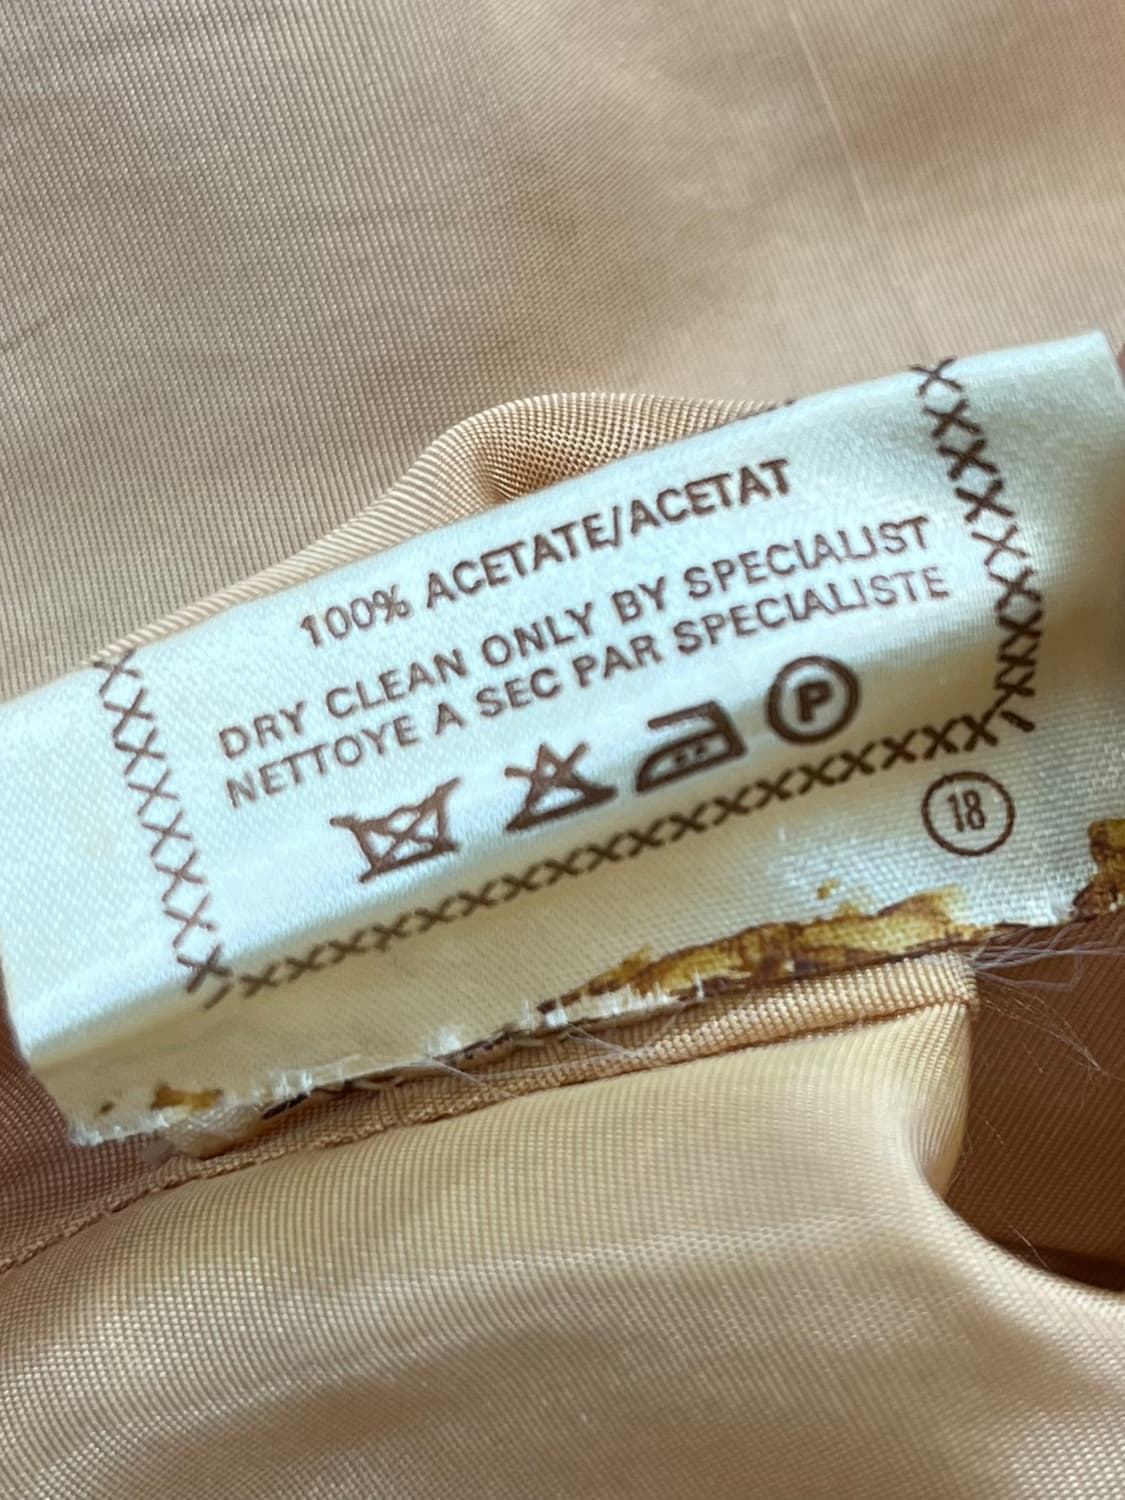 100% ACETATE/ACETAT
DRY CLEAN ONLY BY SPECIALIST
NETTOYE A SEC PAR SPECIALISTE
P
18